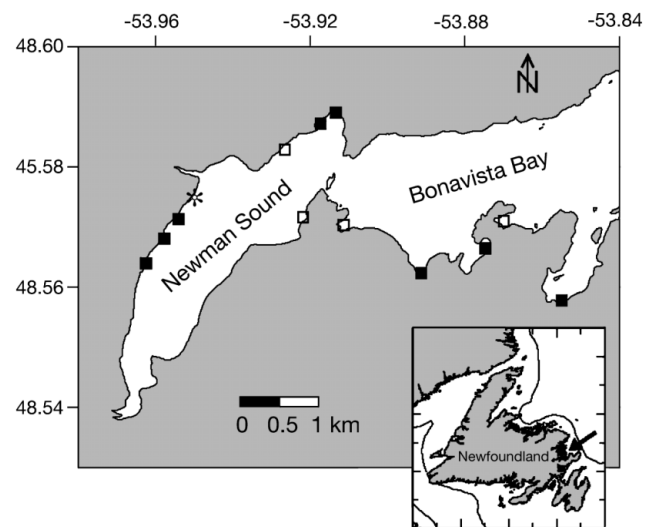 -53.96 -53.92 -53.88 -53.84
48.60
N
45.58
Bonavista Bay
Newman Sound
48.56
48.54
0 0.5 1 km
Newfoundland